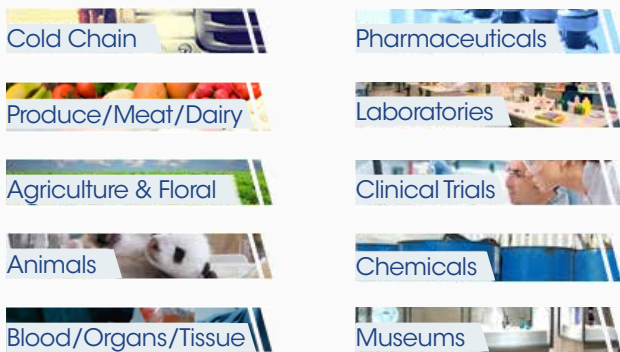 Cold Chain
Pharmaceuticals
Produce/Meat/Dairy
Laboratories
Agriculture & Floral
Clinical Trials
Animals
Chemicals
Blood/Organs/Tissue
Museums